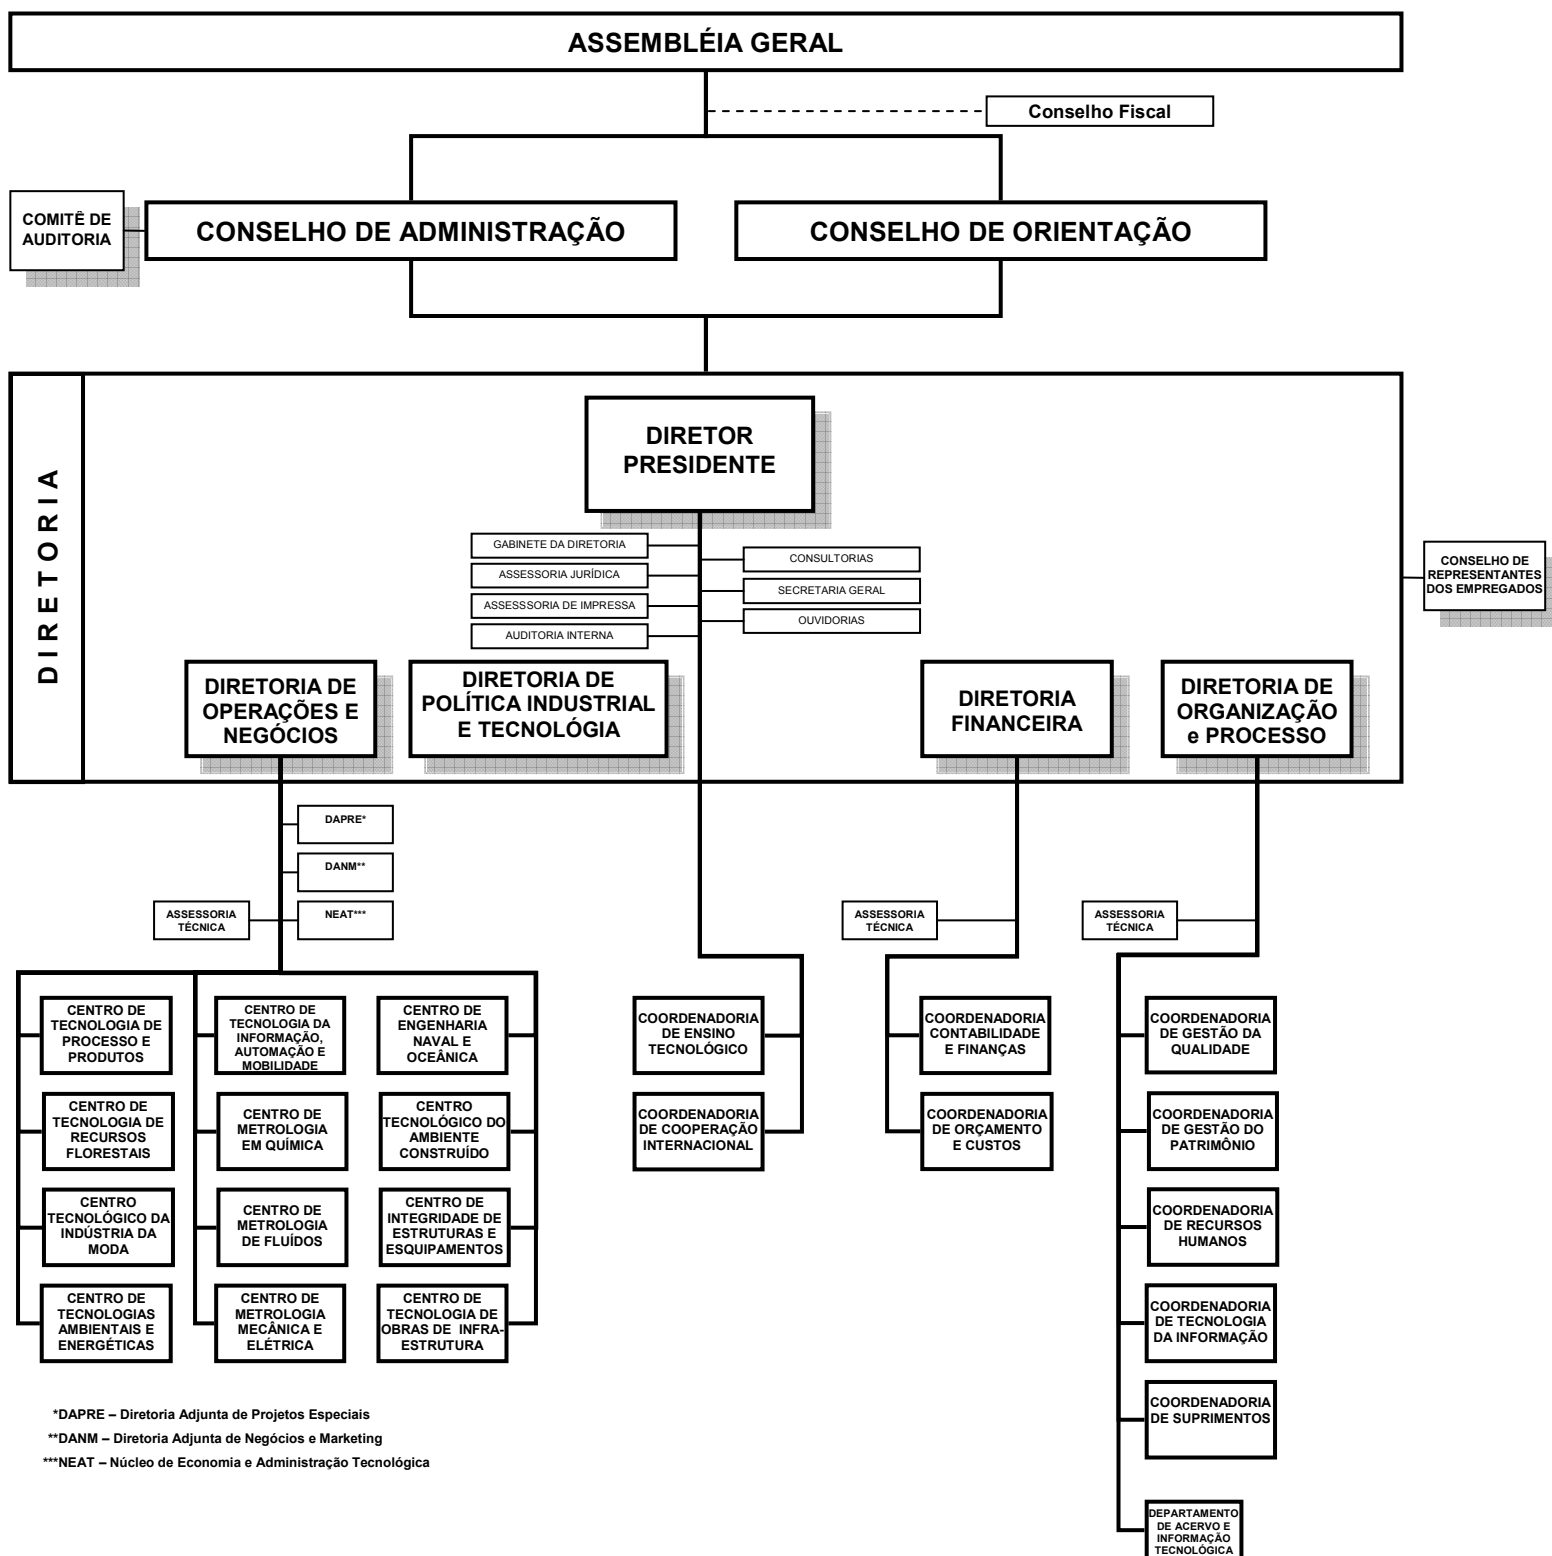 ASSEMBLÉIA GERAL
Conselho Fiscal
COMITÊ DE
AUDITORIA
CONSELHO DE ADMINISTRAÇÃO
CONSELHO DE ORIENTAÇÃO
DIRETORIA
DIRETOR
PRESIDENTE
GABINETE DA DIRETORIA
ASSESSORIA JURÍDICA
ASSESSSORIA DE IMPRESSA
AUDITORIA INTERNA
CONSULTORIAS
SECRETARIA GERAL
OUVIDORIAS
CONSELHO DE
REPRESENTANTES
DOS EMPREGADOS
DIRETORIA DE
OPERAÇÕES E
NEGÓCIOS
DIRETORIA DE
POLÍTICA INDUSTRIAL
E TECNOLÓGIA
DIRETORIA
FINANCEIRA
DIRETORIA DE
ORGANIZAÇÃO
e PROCESSO
DAPRE*
DANM**
ASSESSORIA
TÉCNICA
NEAT***
ASSESSORIA
TÉCNICA
ASSESSORIA
TÉCNICA
CENTRO DE
TECNOLOGIA DE
PROCESSO E
PRODUTOS
CENTRO DE
TECNOLOGIA DA
INFORMAÇÃO,
AUTOMAÇÃO E
MOBILIDADE
CENTRO DE
ENGENHARIA
NAVAL E
OCEÂNICA
COORDENADORIA
DE ENSINO
TECNOLÓGICO
COORDENADORIA
CONTABILIDADE
E FINANÇAS
COORDENADORIA
DE GESTÃO DA
QUALIDADE
CENTRO DE
TECNOLOGIA DE
RECURSOS
FLORESTAIS
CENTRO DE
METROLOGIA
EM QUÍMICA
CENTRO
TECNOLÓGICO DO
AMBIENTE
CONSTRUÍDO
COORDENADORIA
DE COOPERAÇÃO
INTERNACIONAL
COORDENADORIA
DE ORÇAMENTO
E CUSTOS
COORDENADORIA
DE GESTÃO DO
PATRIMÔNIO
CENTRO
TECNOLÓGICO DA
INDÚSTRIA DA
MODA
CENTRO DE
METROLOGIA
DE FLUÍDOS
CENTRO DE
INTEGRIDADE DE
ESTRUTURAS E
ESQUIPAMENTOS
COORDENADORIA
DE RECURSOS
HUMANOS
CENTRO DE
TECNOLOGIAS
AMBIENTAIS E
ENERGÉTICAS
CENTRO DE
METROLOGIA
MECÂNICA E
ELÉTRICA
CENTRO DE
TECNOLOGIA DE
OBRAS DE INFRA-
ESTRUTURA
COORDENADORIA
DE TECNOLOGIA
DA INFORMAÇÃO
COORDENADORIA
DE SUPRIMENTOS
*DAPRE – Diretoria Adjunta de Projetos Especiais
**DANM – Diretoria Adjunta de Negócios e Marketing
***NEAT – Núcleo de Economia e Administração Tecnológica
DEPARTAMENTO
DE ACERVO E
INFORMAÇÃO
TECNOLÓGICA